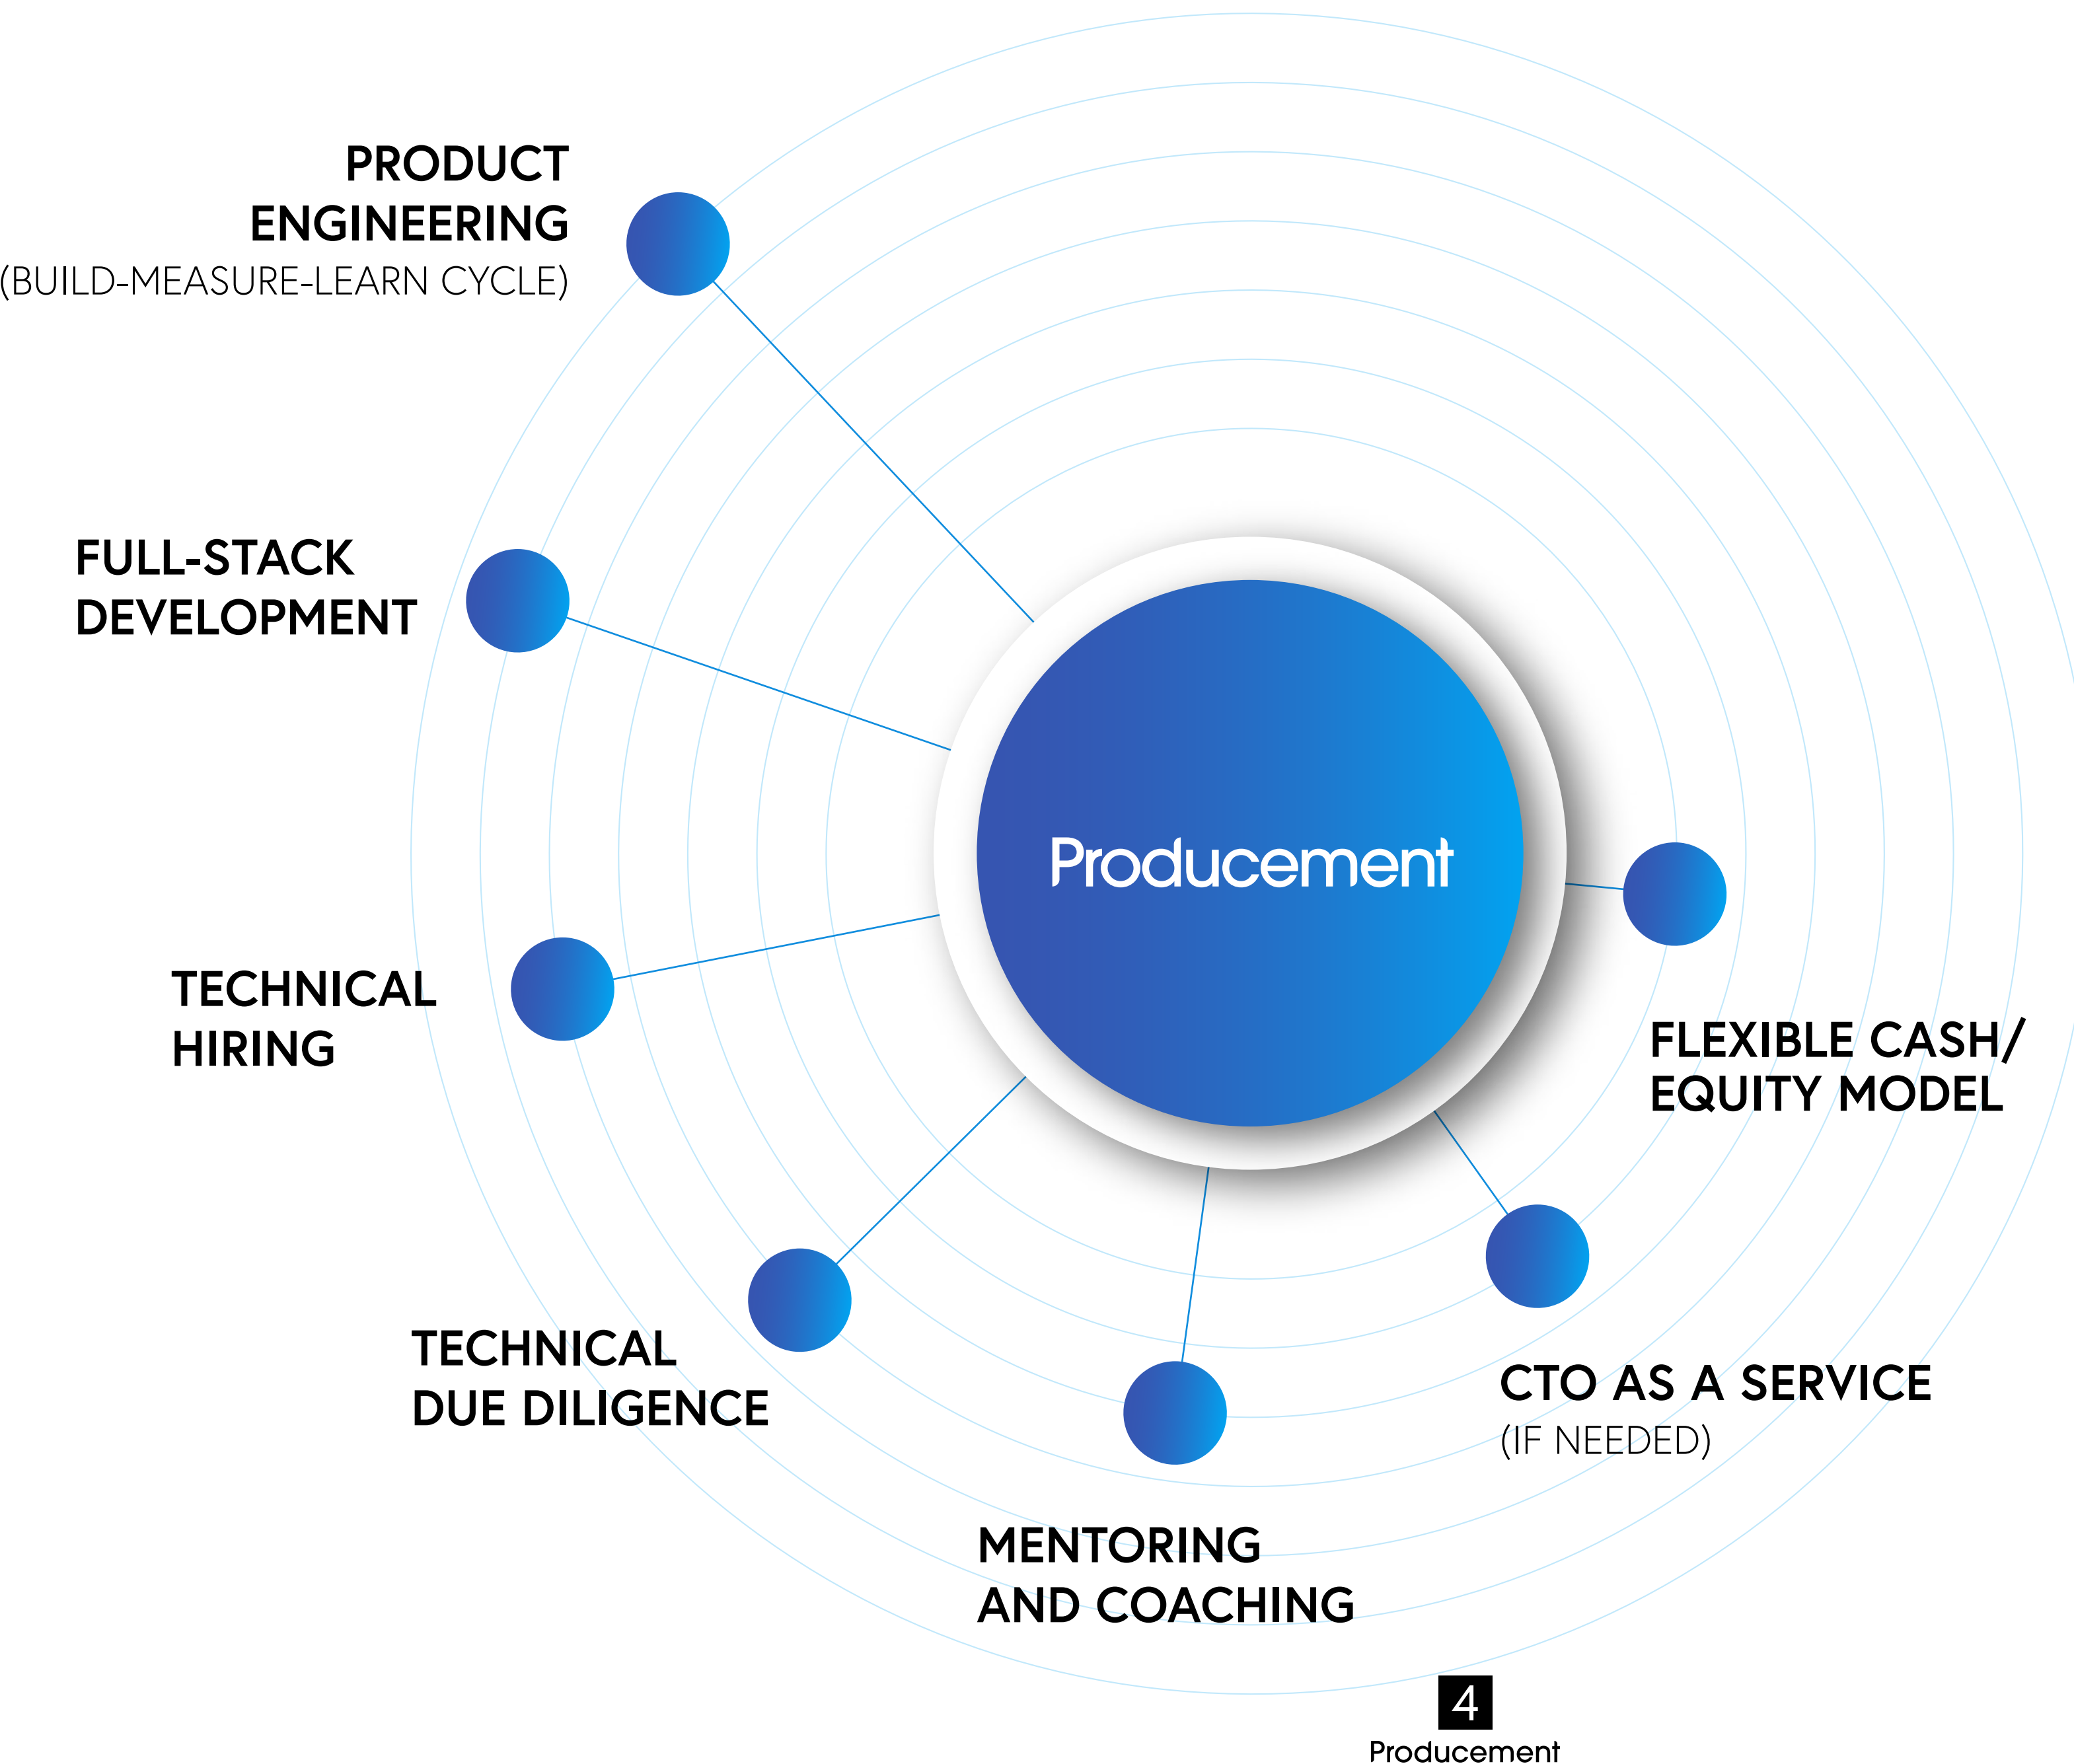 PRODUCT
ENGINEERING
(BUILD-MEASURE-LEARN CYCLE)
FULL-STACK
DEVELOPMENT
Producement
TECHNICAL
HIRING
FLEXIBLE CASH/
EQUITY MODEL
TECHNICAL
DUE DILIGENCE
CTO AS A SERVICE
(IF NEEDED)
MENTORING
AND COACHING
4
Producement